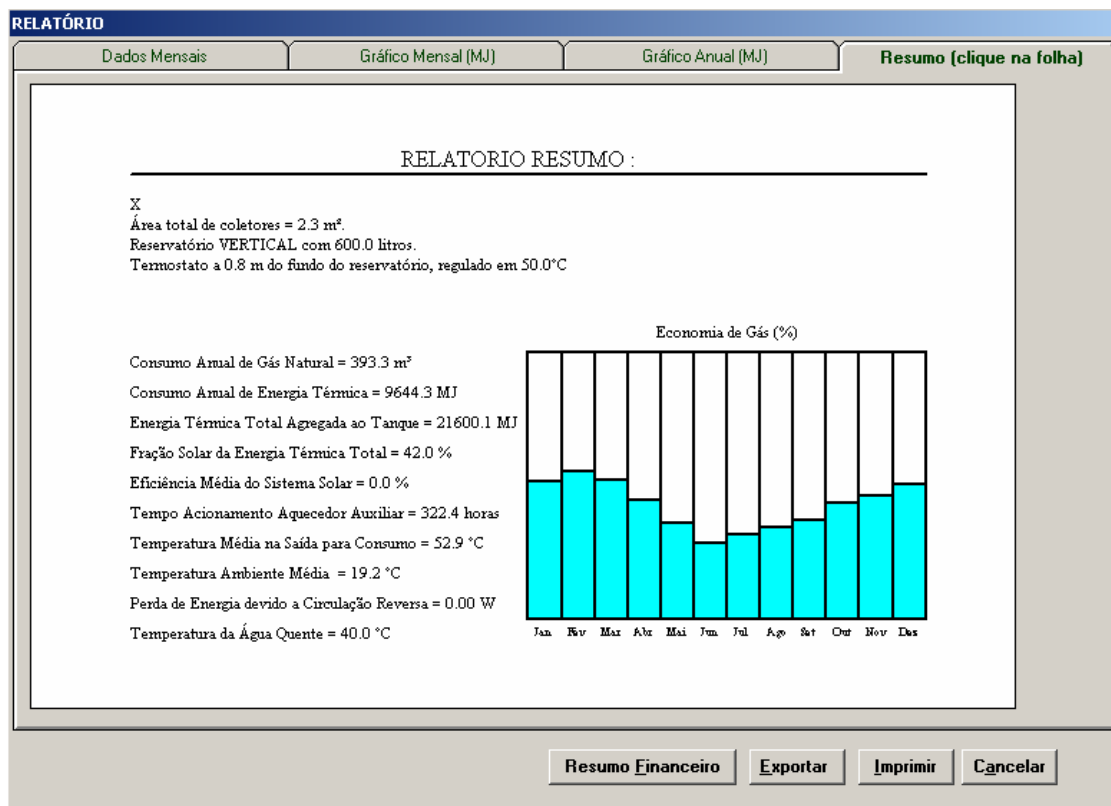 RELATÓRIO
Dados Mensais Gráfico Mensal (MJ) Gráfico Anual (MJ) Resumo (clique na folha)
RELATORIO RESUMO :
X
Área total de coletores = 2.3 m².
Reservatório VERTICAL com 600.0 litros.
Termostato a 0.8 m do fundo do reservatório, regulado em 50.0°C
Economia de Gás (%)
Consumo Anual de Gás Natural = 393.3 m³
Consumo Anual de Energia Térmica = 9644.3 MJ
Energia Térmica Total Agregada ao Tanque = 21600.1 MJ
Fração Solar da Energia Térmica Total = 42.0 %
Eficiência Média do Sistema Solar = 0.0 %
Tempo Acionamento Aquecedor Auxiliar = 322.4 horas
Temperatura Média na Saída para Consumo = 52.9 °C
Temperatura Ambiente Média = 19.2 °C
Perda de Energia devido a Circulação Reversa = 0.00 W
Temperatura da Água Quente = 40.0 °C
Jan Fev Mar Abr Mai Jun Jul Ago Set Out Nov Dez
Resumo Financeiro Exportar Imprimir Cancelar